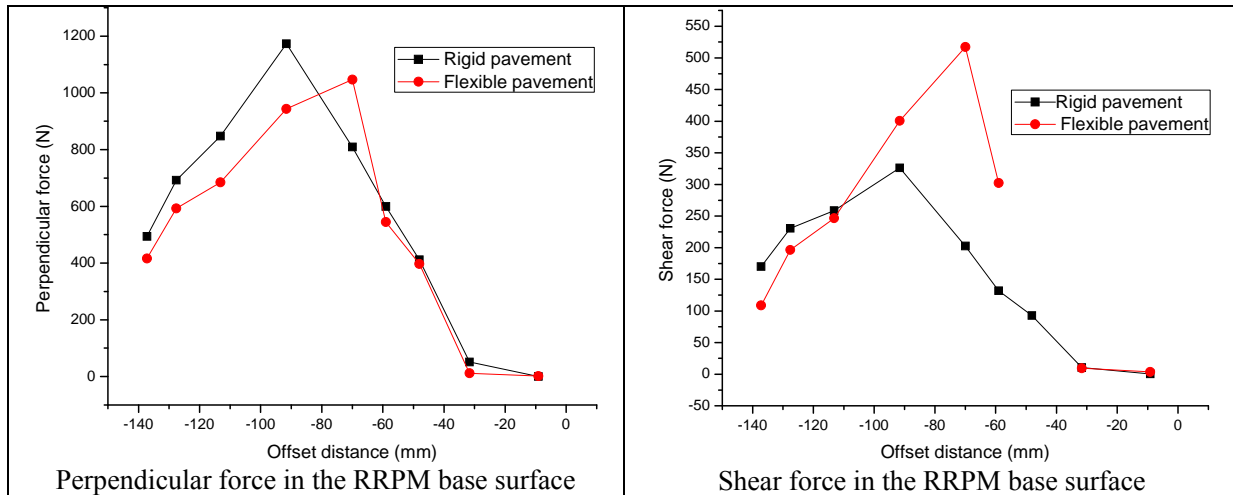 1200
1000
800
600
400
200
0
Perpendicular force (N)
Rigid pavement
Flexible pavement
-140 -120 -100 -80 -60 -40 -20 0
Offset distance (mm)
Perpendicular force in the RRPM base surface
550
500
450
400
350
300
250
200
150
100
50
0
-50
Shear force (N)
Rigid pavement
Flexible pavement
-140 -120 -100 -80 -60 -40 -20 0
Offset distance (mm)
Shear force in the RRPM base surface